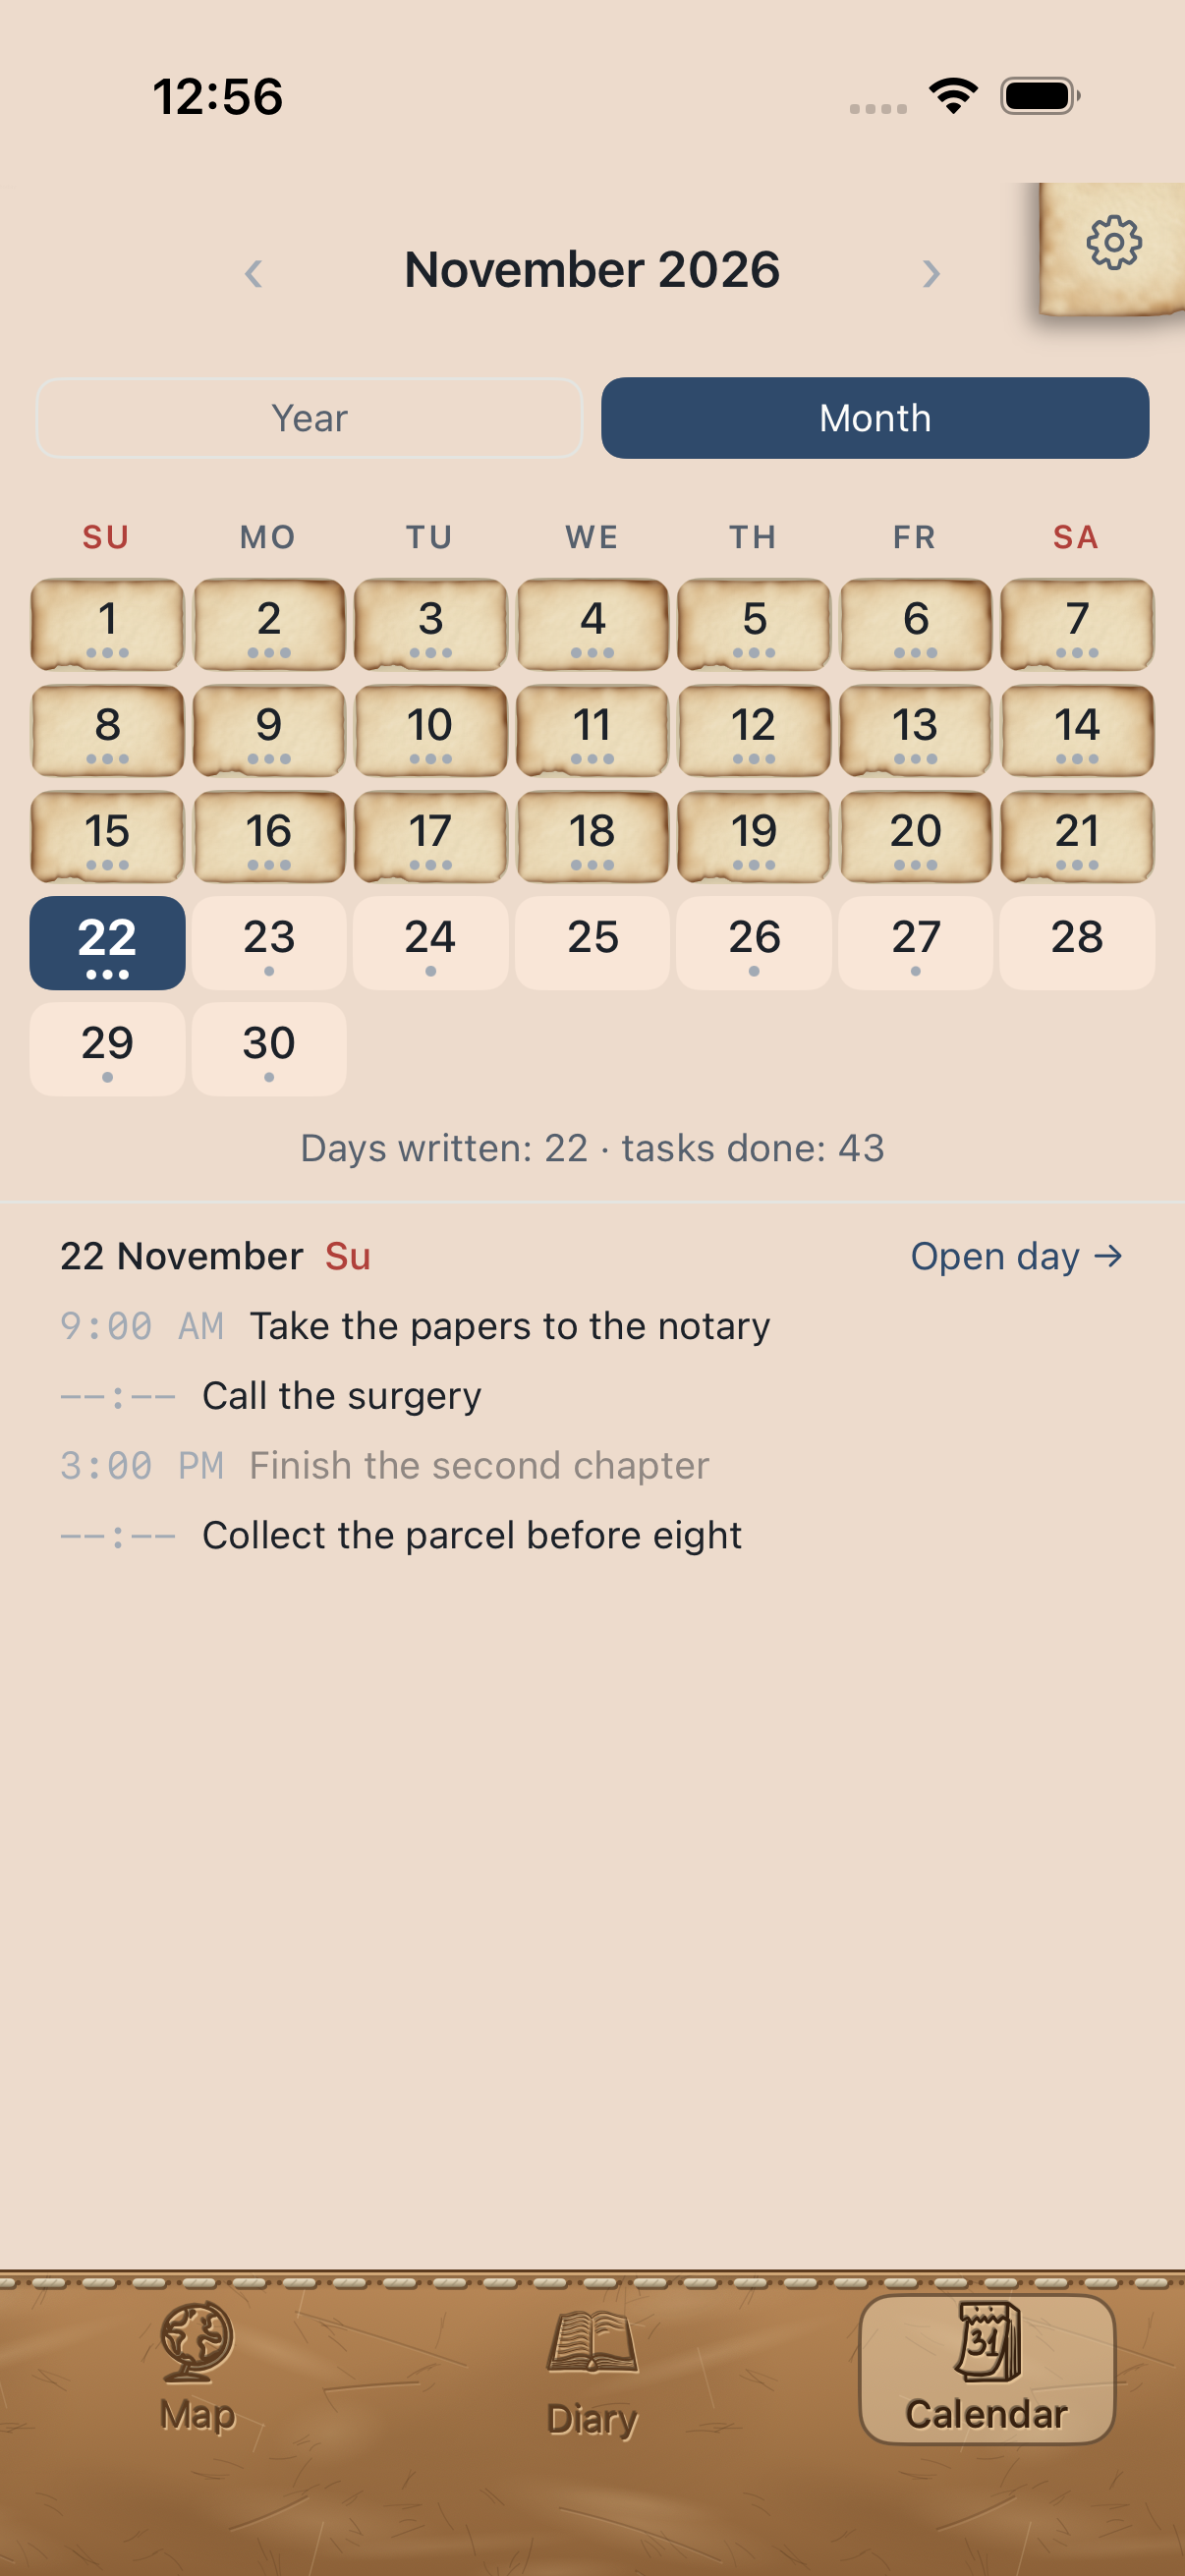 12:56
‹ November 2026 ›
Year Month
SU MO TU WE TH FR SA
1 2 3 4 5 6 7
8 9 10 11 12 13 14
15 16 17 18 19 20 21
22 23 24 25 26 27 28
29 30
Days written: 22 · tasks done: 43
22 November Su Open day →
9:00 AM Take the papers to the notary
––:–– Call the surgery
3:00 PM Finish the second chapter
––:–– Collect the parcel before eight
31
Map Diary Calendar